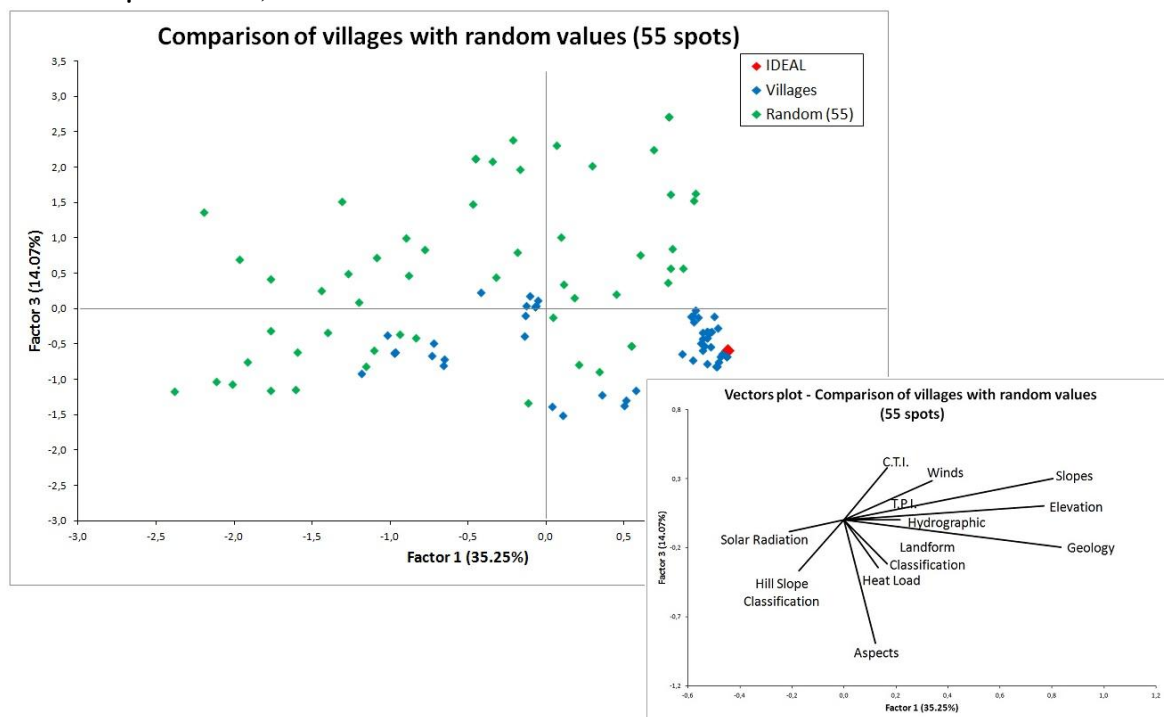 Comparison of villages with random values (55 spots)
IDEAL
Villages
Random (55)
3,5
3,0
2,5
2,0
1,5
1,0
0,5
0,0
-0,5
-1,0
-1,5
-2,0
-2,5
-3,0
Factor 3 (14.07%)
-3,0
-2,5
-2,0
-1,5
-1,0
-0,5
0,0
0,5
Factor 1 (35.25%)
Vectors plot - Comparison of villages with random values
(55 spots)
0,8
0,3
-0,2
-0,7
-1,2
Factor 3 (14.07%)
C.T.I.
Winds
Slopes
T.P.I.
Elevation
Hydrographic
Solar Radiation
Landform
Classification
Geology
Heat Load
Hill Slope
Classification
Aspects
-0,6
-0,4
-0,2
0,0
0,2
0,4
0,6
0,8
1,0
1,2
Factor 1 (35.25%)